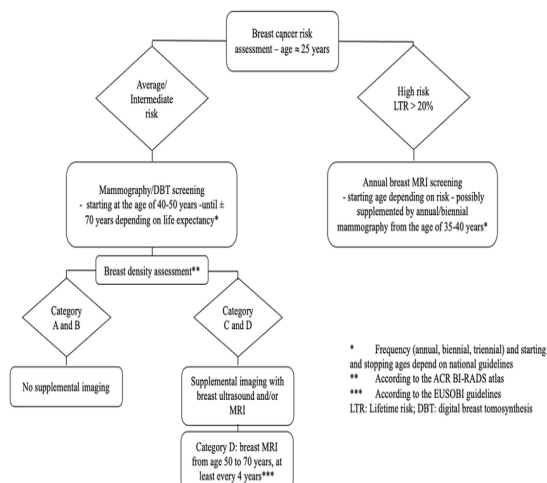 Breast cancer risk
assessment – age ≈ 25 years
Average/
Intermediate
risk
High risk
LTR > 20%
Mammography/DBT screening
- starting at the age of 40-50 years -until ±
70 years depending on life expectancy*
Annual breast MRI screening
- starting age depending on risk - possibly
supplemented by annual/biennial
mammography from the age of 35-40 years*
Breast density assessment**
Category
A and B
Category
C and D
No supplemental imaging
Supplemental imaging with
breast ultrasound and/or
MRI
Category D: breast MRI
from age 50 to 70 years, at
least every 4 years***
* Frequency (annual, biennial, triennial) and starting
and stopping ages depend on national guidelines
** According to the ACR BI-RADS atlas
*** According to the EUSOBI guidelines
LTR: Lifetime risk; DBT: digital breast tomosynthesis